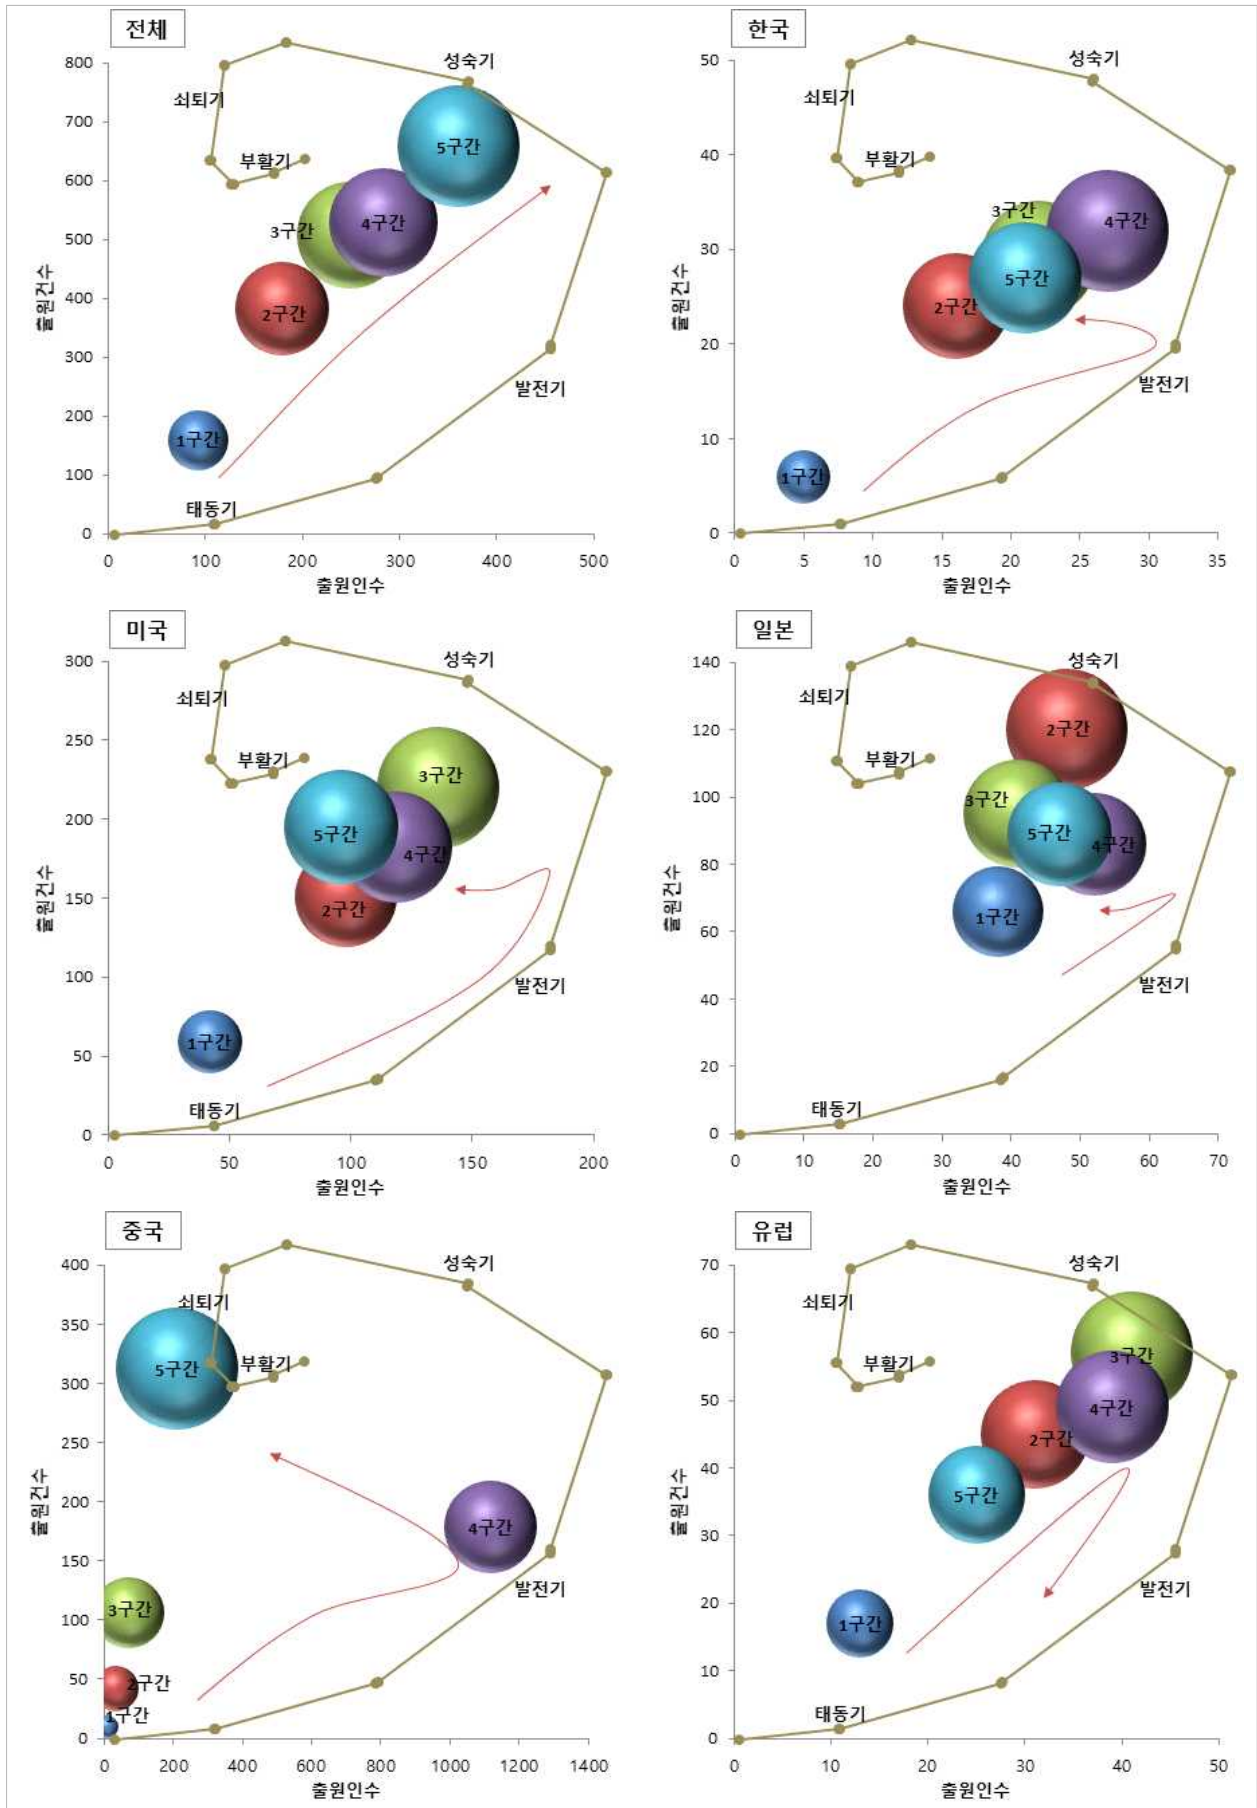 전체
800
700
600
500
400
300
200
100
0
출원건수
0 100 200 300 400 500
출원인수
성숙기
쇠퇴기
부활기
5구간
4구간
3구간
2구간
1구간
발전기
태동기
한국
50
40
30
20
10
0
출원건수
0 5 10 15 20 25 30 35
출원인수
성숙기
쇠퇴기
부활기
3구간
4구간
5구간
2구간
발전기
1구간
미국
300
250
200
150
100
50
0
출원건수
0 50 100 150 200
출원인수
성숙기
쇠퇴기
부활기
3구간
5구간
4구간
2구간
발전기
1구간
태동기
일본
140
120
100
80
60
40
20
0
출원건수
0 10 20 30 40 50 60 70
출원인수
성숙기
2구간
부활기
3구간
5구간
4구간
1구간
발전기
태동기
중국
400
350
300
250
200
150
100
50
0
출원건수
0 200 400 600 800 1000 1200 1400
출원인수
성숙기
쇠퇴기
부활기
5구간
4구간
발전기
3구간
2구간
1구간
유럽
70
60
50
40
30
20
10
0
출원건수
0 10 20 30 40 50
출원인수
성숙기
쇠퇴기
부활기
3구간
4구간
2구간
5구간
발전기
1구간
태동기